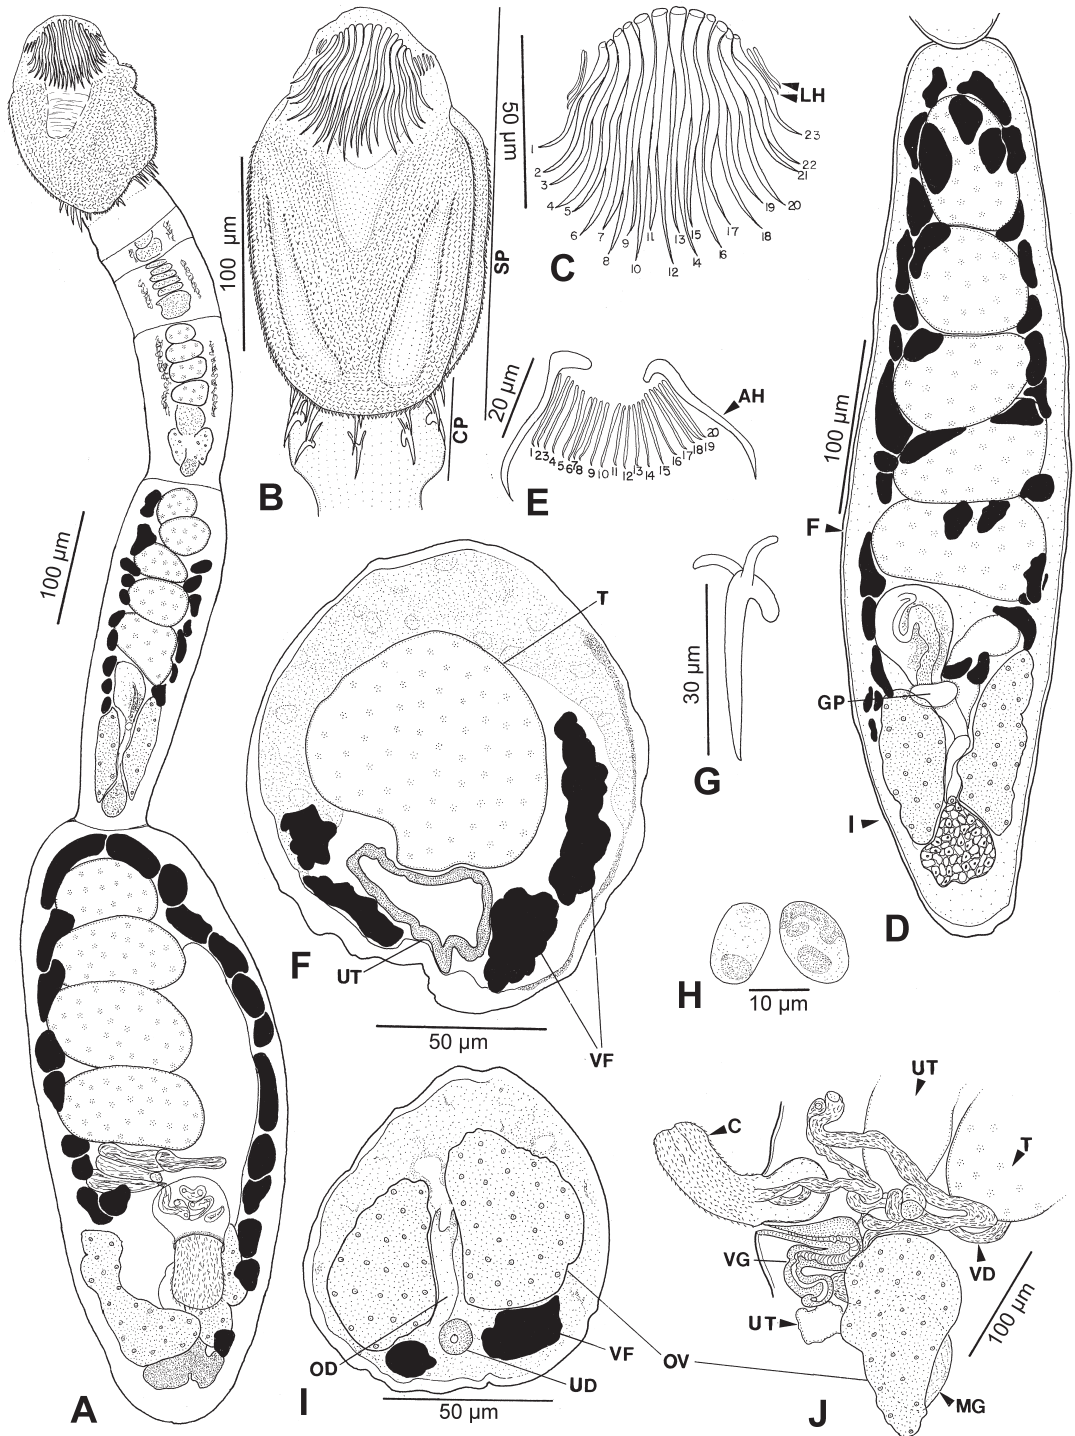 A
100 µm
B
100 µm
SP
CP
C
50 µm
LH
1
2
3
4
5
6
7
8
9
10
11
12
13
14
15
16
17
18
19
20
21
22
23
D
100 µm
F
GP
I
E
20 µm
AH
1 2 3 4 5 6 7 8 9 10 11 12 13 14 15 16 17 18 19 20
F
T
UT
VF
50 µm
G
30 µm
H
10 µm
I
OD
UD
VF
OV
50 µm
J
C
UT
T
VG
VD
UT
MG
100 µm